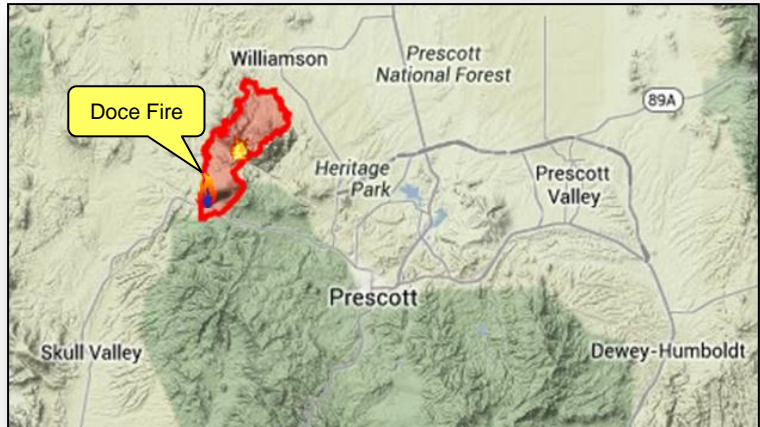 Williamson
Prescott
National Forest
Doce Fire
89A
Heritage
Park
Prescott
Valley
Prescott
Skull Valley
Dewey-Humboldt